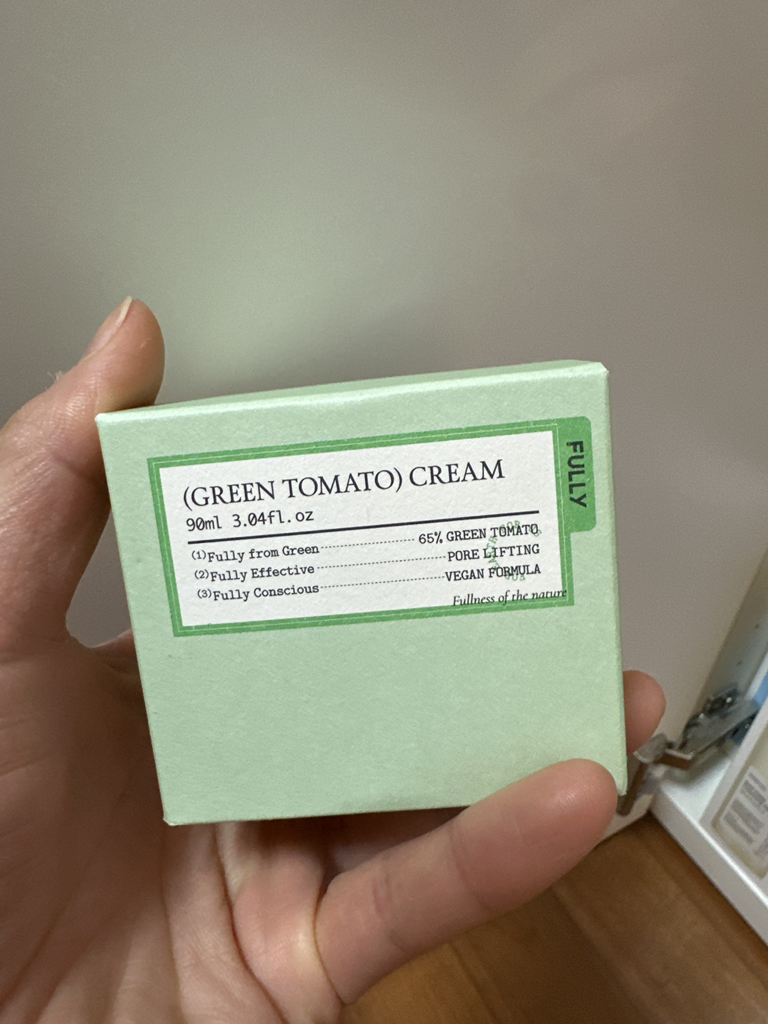 FULLY
(GREEN TOMATO) CREAM
90ml 3.04fl.oz
(1)Fully from Green 65% GREEN TOMATO
(2)Fully Effective PORE LIFTING
(3)Fully Conscious VEGAN FORMULA
Fullness of the nature